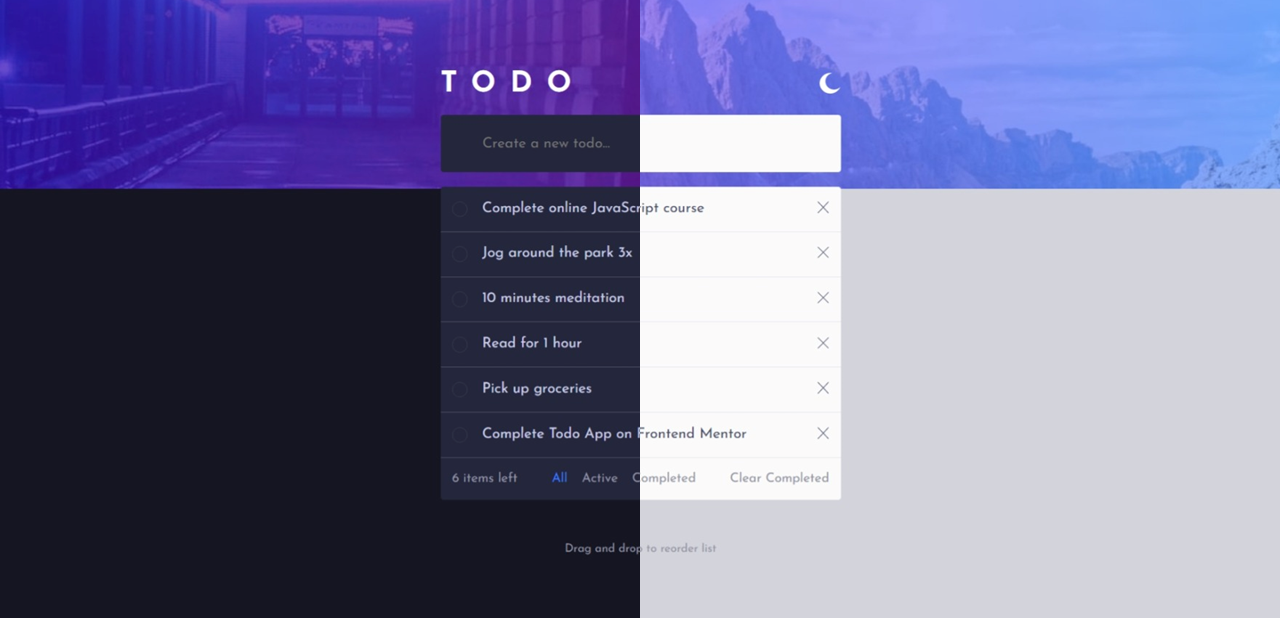 TODO
Create a new todo...
Complete online JavaScript course
Jog around the park 3x
10 minutes meditation
Read for 1 hour
Pick up groceries
Complete Todo App on Frontend Mentor
6 items left All Active Completed Clear Completed
Drag and drop to reorder list